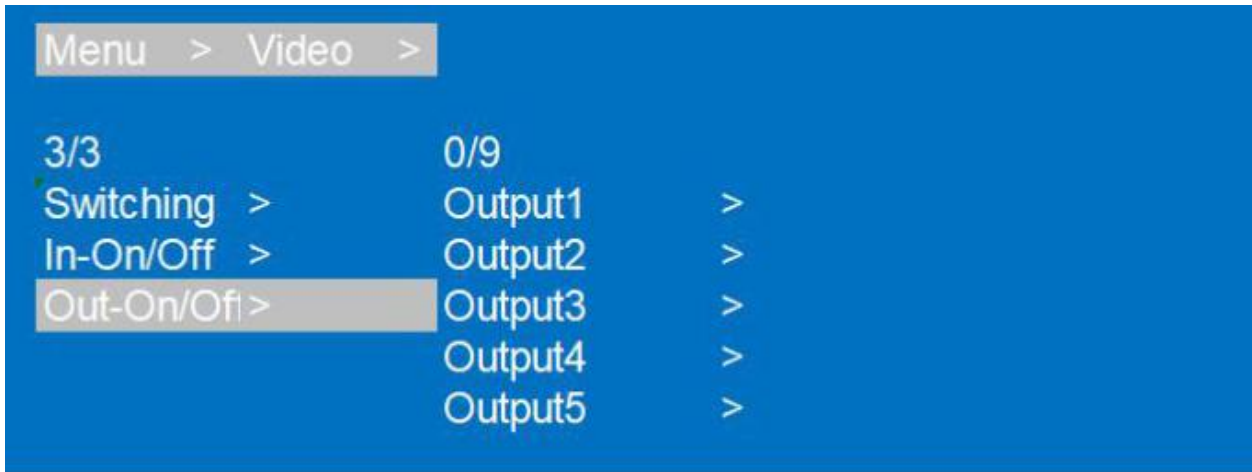 Menu > Video >
3/3 0/9
Switching > Output1 >
In-On/Off > Output2 >
Out-On/Of > Output3 >
Output4 >
Output5 >